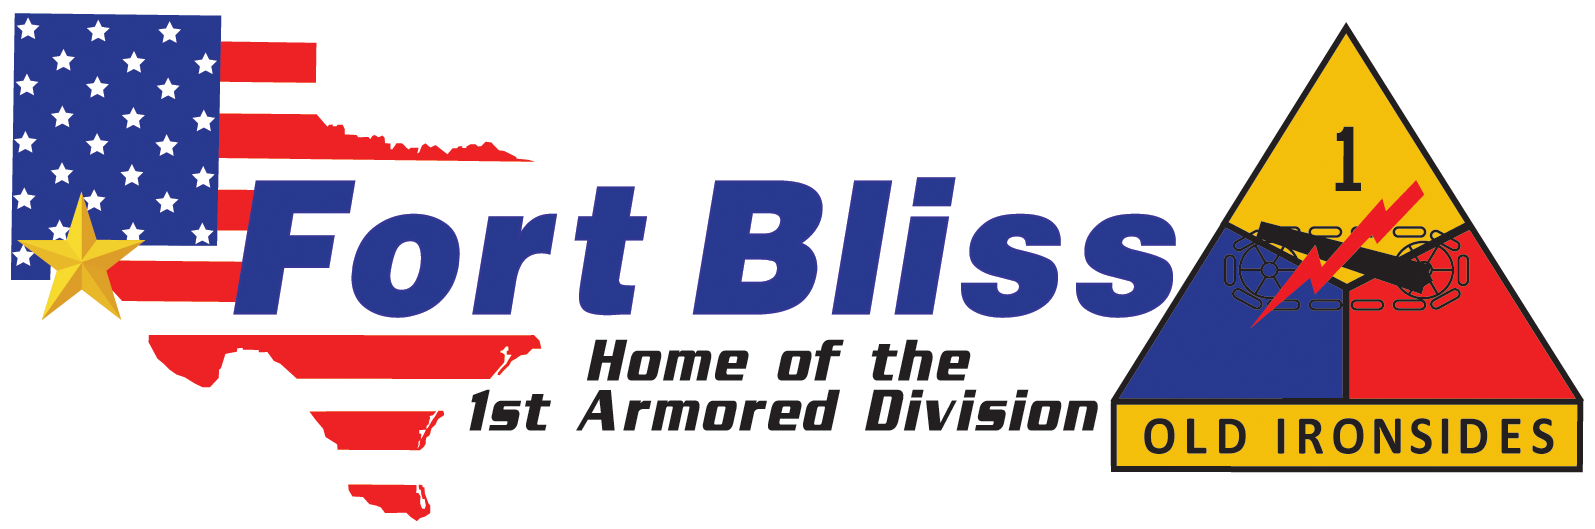 Fort Bliss
Home of the
1st Armored Division
1
OLD IRONSIDES